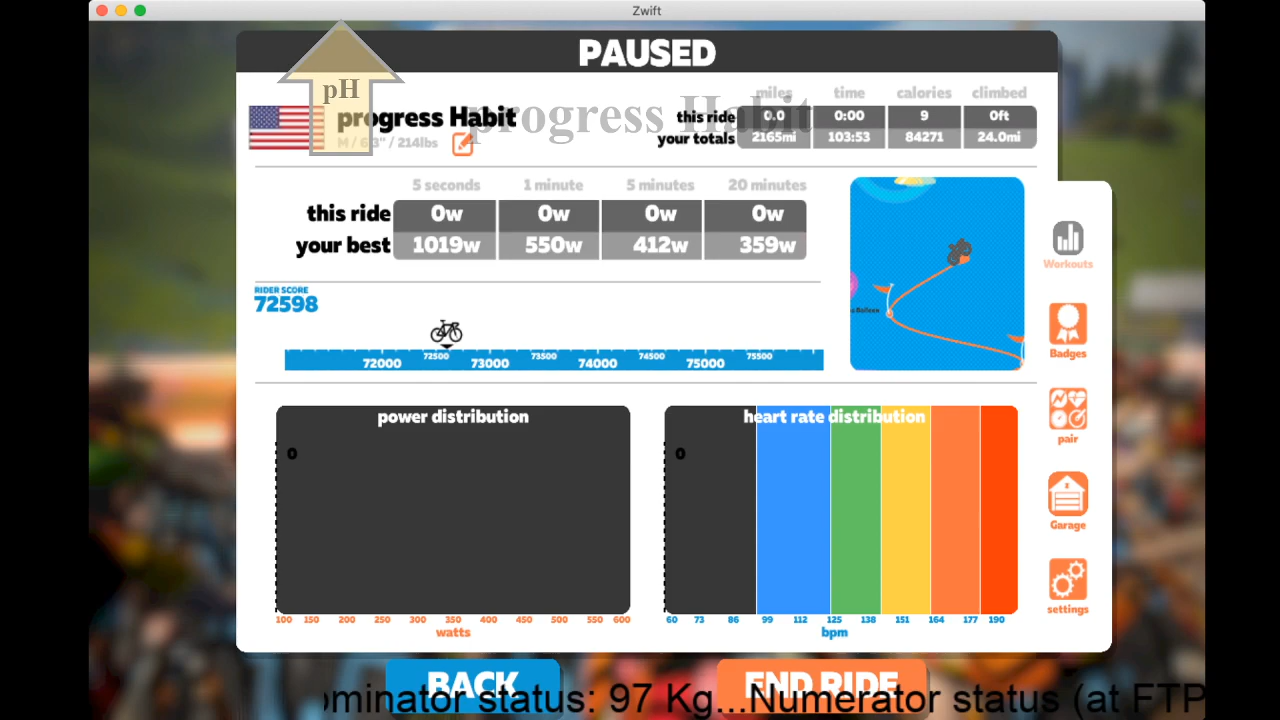 Zwift
PAUSED
pH
progress Habit
M / 6'3" / 214lbs
progress Habit
miles time calories climbed
this ride 0.0 0:00 9 0ft
your totals 2165mi 103:53 84271 24.0mi
5 seconds 1 minute 5 minutes 20 minutes
this ride 0w 0w 0w 0w
your best 1019w 550w 412w 359w
RIDER SCORE
72598
72000 72500 73000 73500 74000 74500 75000 75500
Workouts
Badges
pair
Garage
settings
power distribution
0
100 150 200 250 300 350 400 450 500 550 600
watts
heart rate distribution
0
60 73 86 99 112 125 138 151 164 177 190
bpm
BACK
END RIDE
ominator status: 97 Kg...Numerator status (at FTP